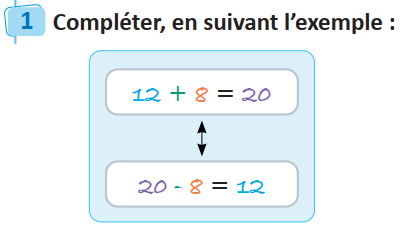 1 Compléter, en suivant l’exemple :
12 + 8 = 20
20 - 8 = 12